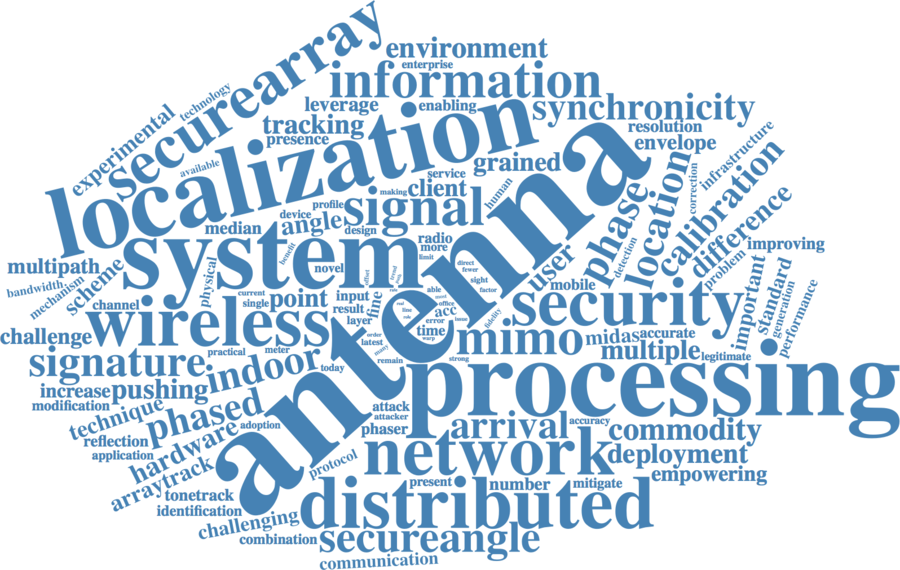 securearray
environment
enterprise
information
technology
leverage
enabling
synchronicity
experimental
tracking
presence
localization
resolution
envelope
infrastructure
available
grained
service
making
client
human
correction
calibration
profile
device
angle
signal
design
median
antenna
phase
location
difference
detection
problem
improving
system
radio
more
limit
benefit
novel
offset
trend
direct
fewer
sight
factor
user
mobile
multipath
bandwidth
mechanism
scheme
physical
channel
current
single
point
input
result
layer
fine
able
office
acc
error
time
fidelity
security
important
standard
generation
performance
wireless
challenge
mimo
midas
accurate
multiple
legitimate
signature
practical
meter
indoor
today
order
latest
many
remain
warp
strong
processing
increase
pushing
modification
technique
phased
adoption
attack
attacker
phaser
arrival
accuracy
commodity
reflection
application
hardware
arraytrack
protocol
network
deployment
empowering
tonetrack
identification
present
number
mitigate
distributed
challenging
combination
secureangle
communication